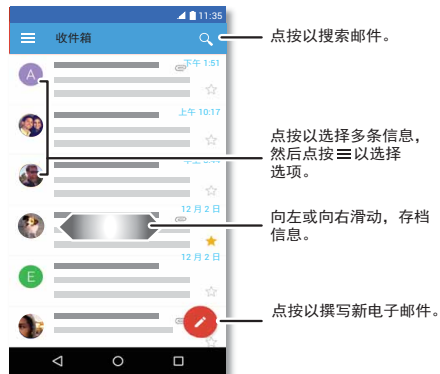 11:35
收件箱
点按以搜索邮件。
下午 1:51
A
上午 10:17
点按以选择多条信息，
然后点按 ☰ 以选择
选项。
12 月 2 日
向左或向右滑动，存档
信息。
12 月 2 日
E
点按以撰写新电子邮件。